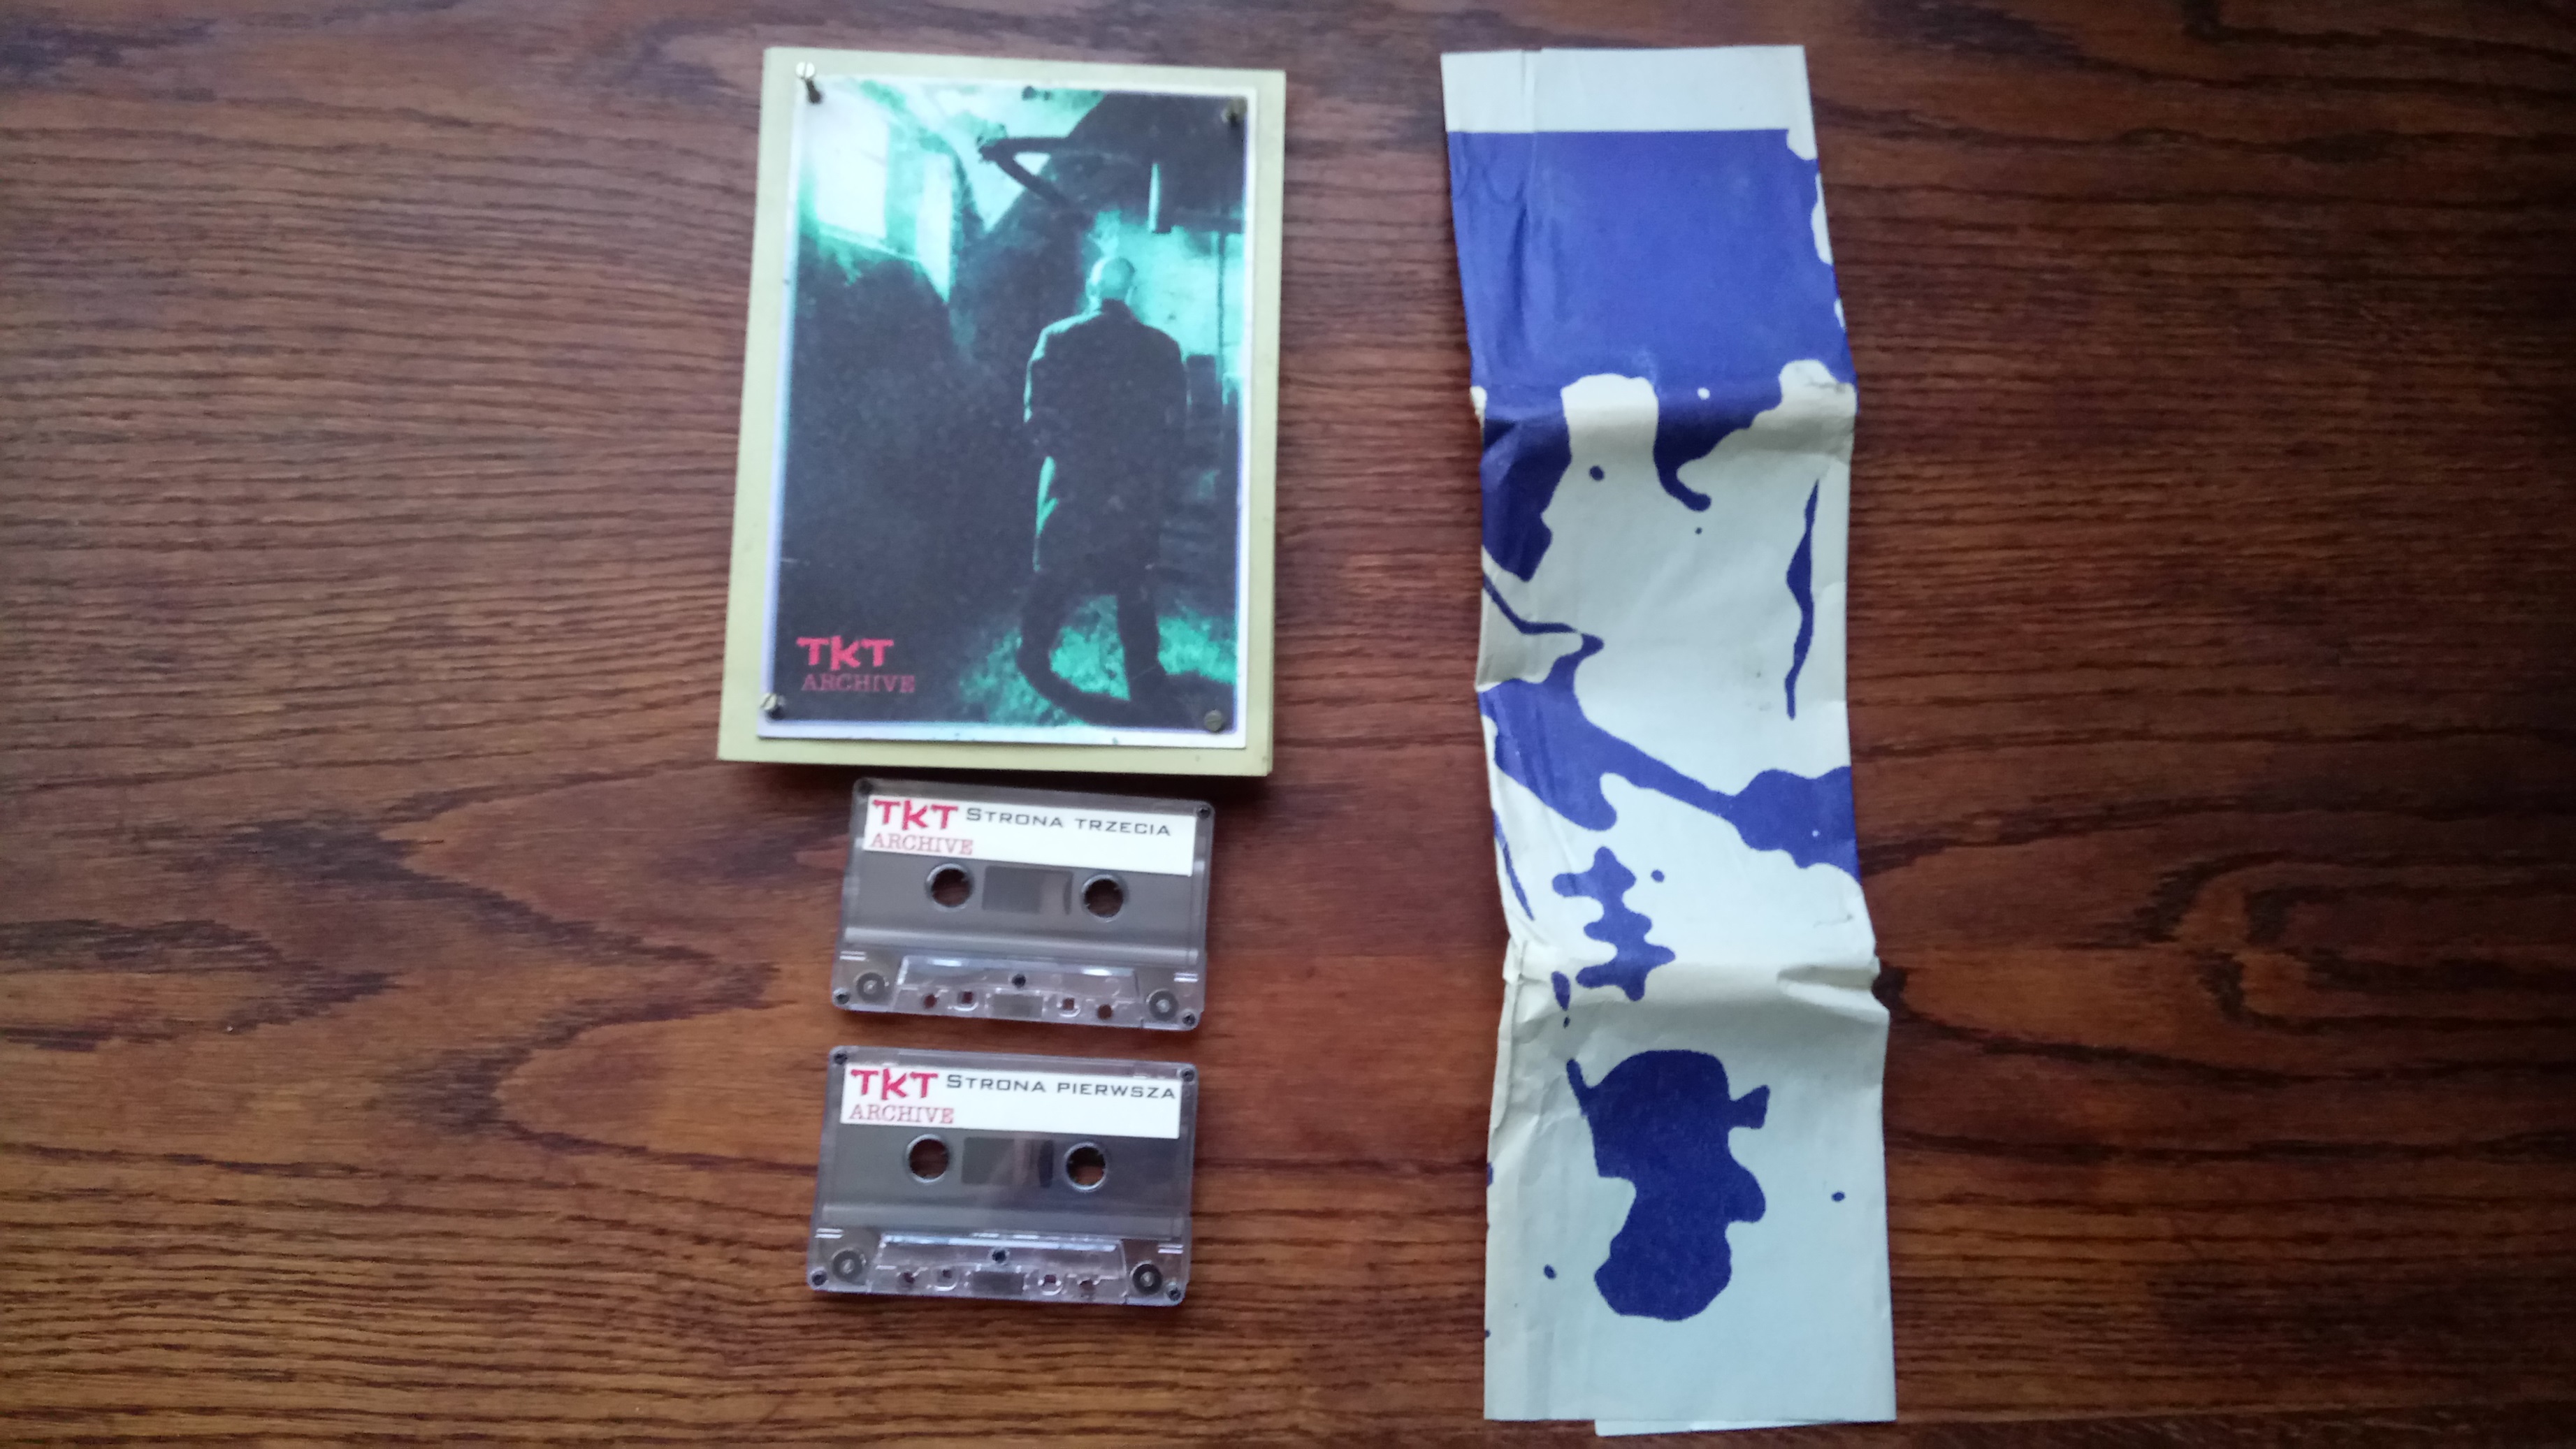 TKT
ARCHIVE
TKT STRONA TRZECIA
ARCHIVE
TKT STRONA PIERWSZA
ARCHIVE